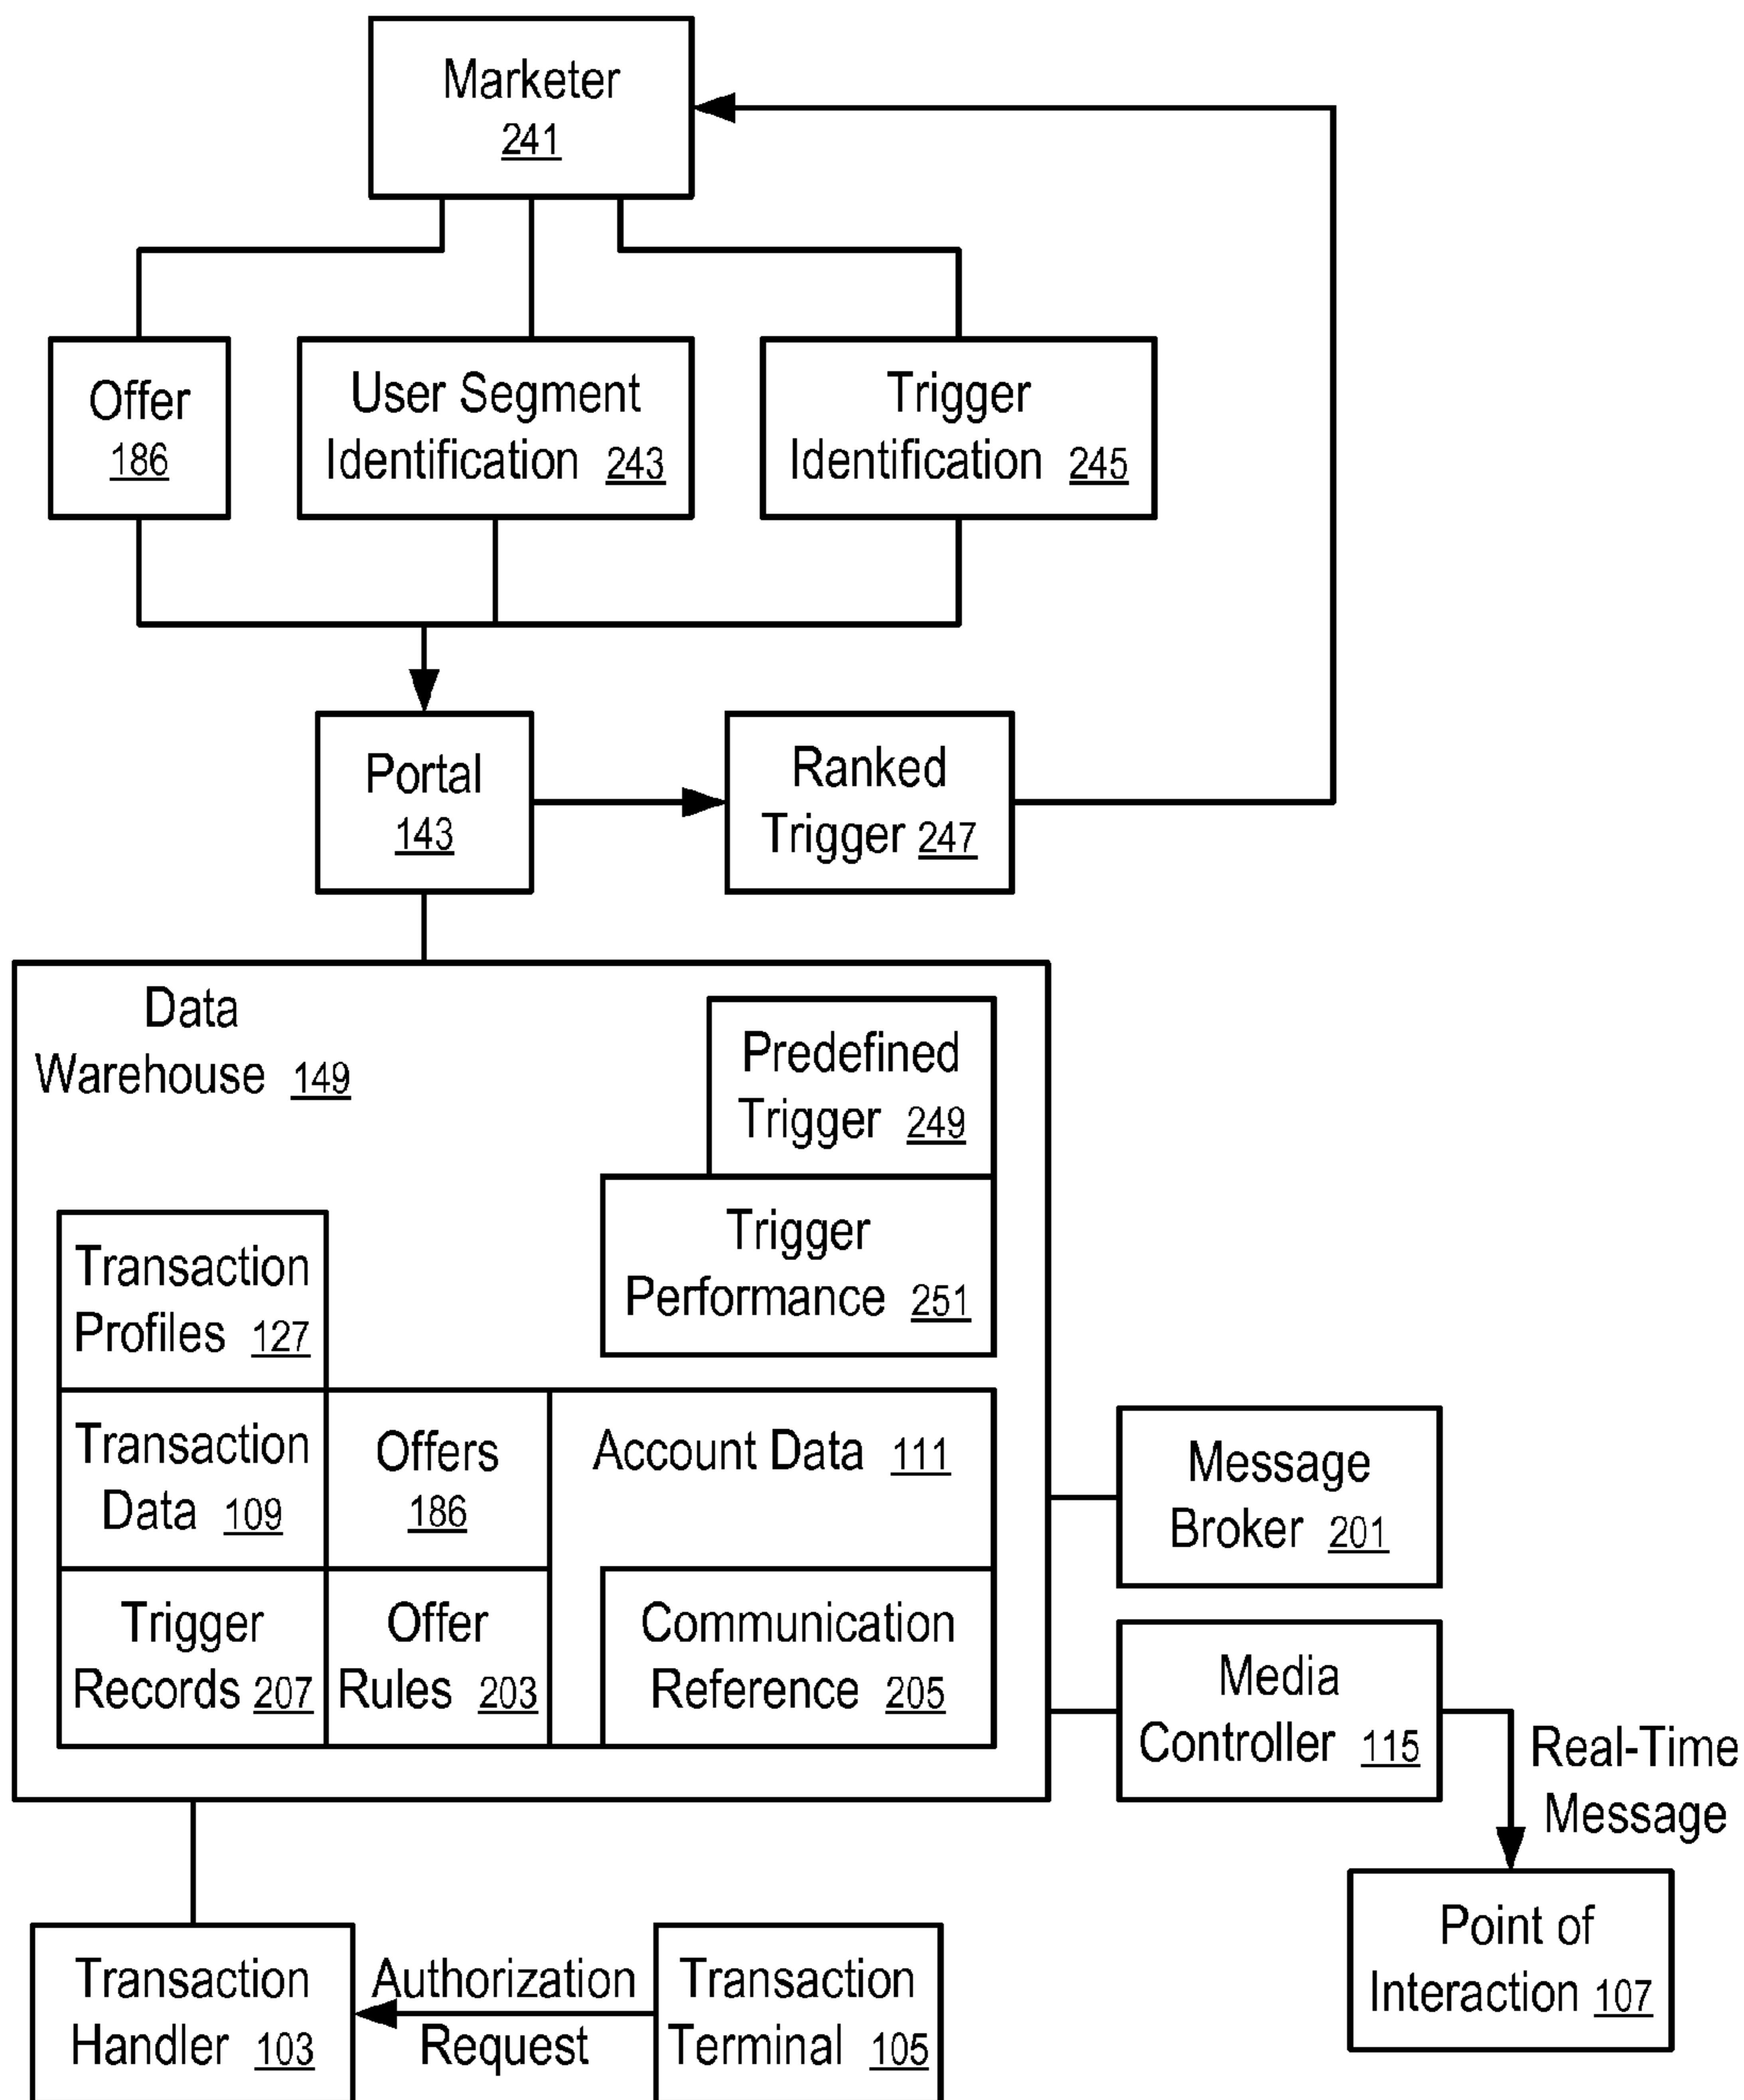 Marketer
241
Offer
186
User Segment
Identification 243
Trigger
Identification 245
Portal
143
Ranked
Trigger 247
Data
Warehouse 149
Predefined
Trigger 249
Trigger
Performance 251
Transaction
Profiles 127
Transaction
Data 109
Offers
186
Account Data 111
Trigger
Records 207
Offer
Rules 203
Communication
Reference 205
Message
Broker 201
Media
Controller 115
Real-Time
Message
Point of
Interaction 107
Transaction
Handler 103
Authorization
Request
Transaction
Terminal 105